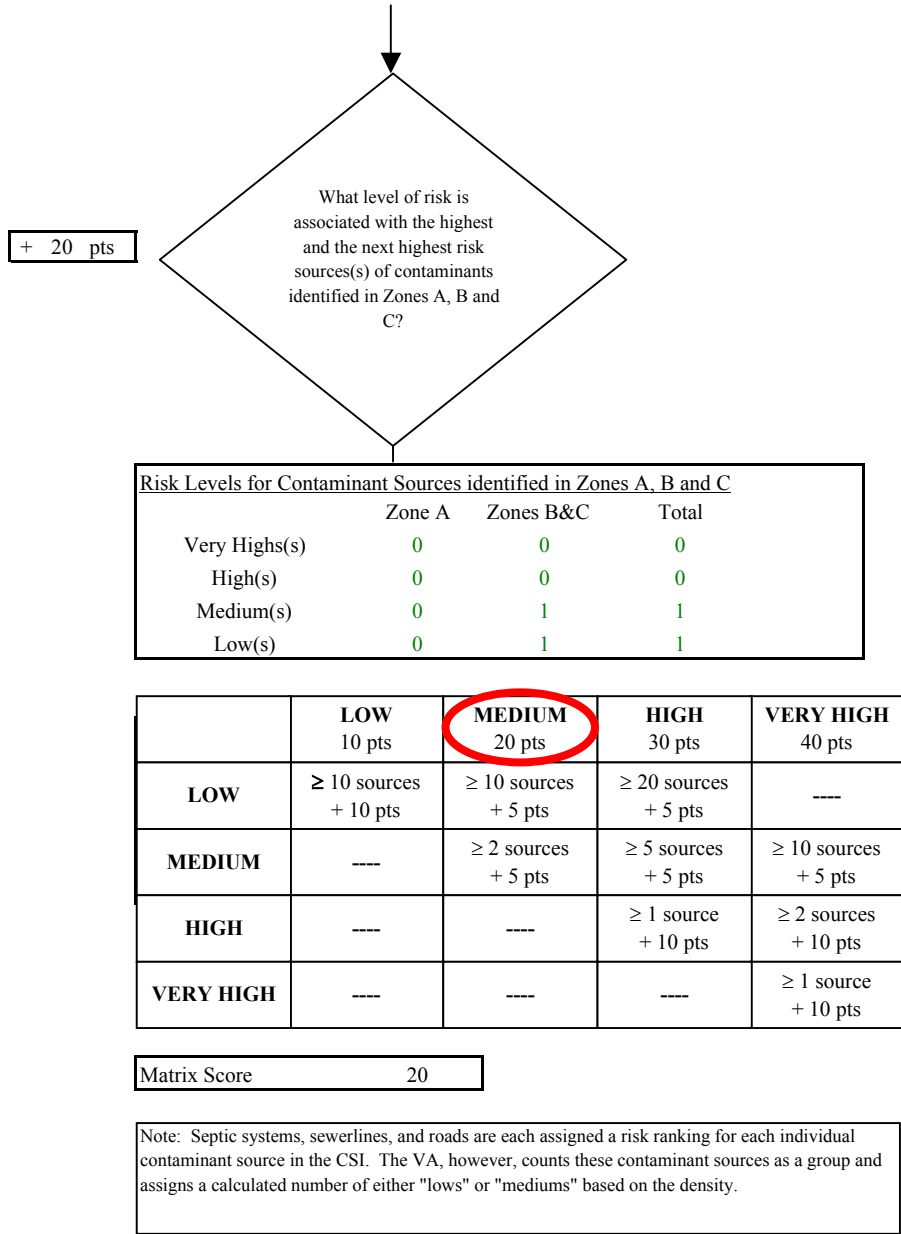 What level of risk is
associated with the highest
and the next highest risk
sources(s) of contaminants
identified in Zones A, B and
C?
+ 20 pts
Risk Levels for Contaminant Sources identified in Zones A, B and C
Zone A Zones B&C Total
Very Highs(s) 0 0 0
High(s) 0 0 0
Medium(s) 0 1 1
Low(s) 0 1 1
LOW MEDIUM HIGH VERY HIGH
10 pts 20 pts 30 pts 40 pts
LOW ≥ 10 sources ≥ 10 sources ≥ 20 sources ----
+ 10 pts + 5 pts + 5 pts
MEDIUM ---- ≥ 2 sources ≥ 5 sources ≥ 10 sources
+ 5 pts + 5 pts + 5 pts
HIGH ---- ---- ≥ 1 source ≥ 2 sources
+ 10 pts + 10 pts
VERY HIGH ---- ---- ---- ≥ 1 source
+ 10 pts
Matrix Score 20
Note: Septic systems, sewerlines, and roads are each assigned a risk ranking for each individual
contaminant source in the CSI. The VA, however, counts these contaminant sources as a group and
assigns a calculated number of either "lows" or "mediums" based on the density.